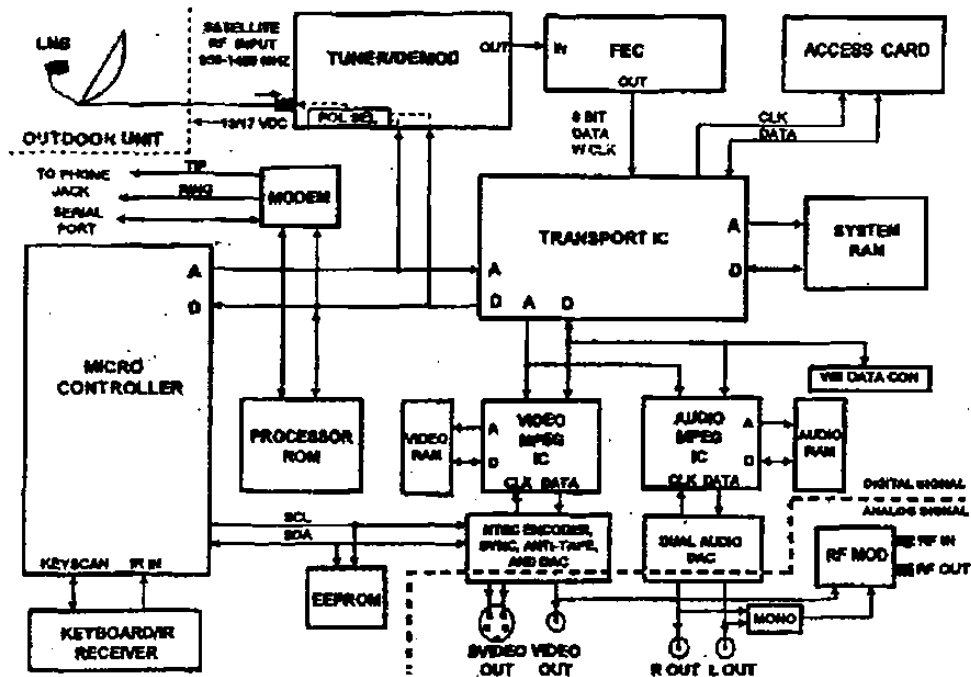 LNB
OUTDOOR UNIT
SATELLITE
RF INPUT
MHZ
13/17 VDC
TUNER/DEMOD
OUT
POL SEL
IN
FEC
OUT
ACCESS CARD
8 BIT
DATA
W CLK
CLK
DATA
TO PHONE
JACK
TIP
RING
SERIAL
PORT
MODEM
TRANSPORT IC
A
D
A
D
D A D
SYSTEM
RAM
A
D
MICRO
CONTROLLER
PROCESSOR
ROM
VIDEO
RAM
A
D
VIDEO
MPEG
IC
CLK DATA
AUDIO
MPEG
IC
A
D
CLK DATA
AUDIO
RAM
DATA CON
DIGITAL SIGNAL
ANALOG SIGNAL
SCL
SDA
NTSC ENCODER,
SYNC, ANTI-TAPE,
AND DAC
DUAL AUDIO
DAC
RF MOD
RF IN
RF OUT
KEYSCAN
IR IN
EEPROM
KEYBOARD/IR
RECEIVER
MONO
SVIDEO
OUT
VIDEO
OUT
R OUT
L OUT